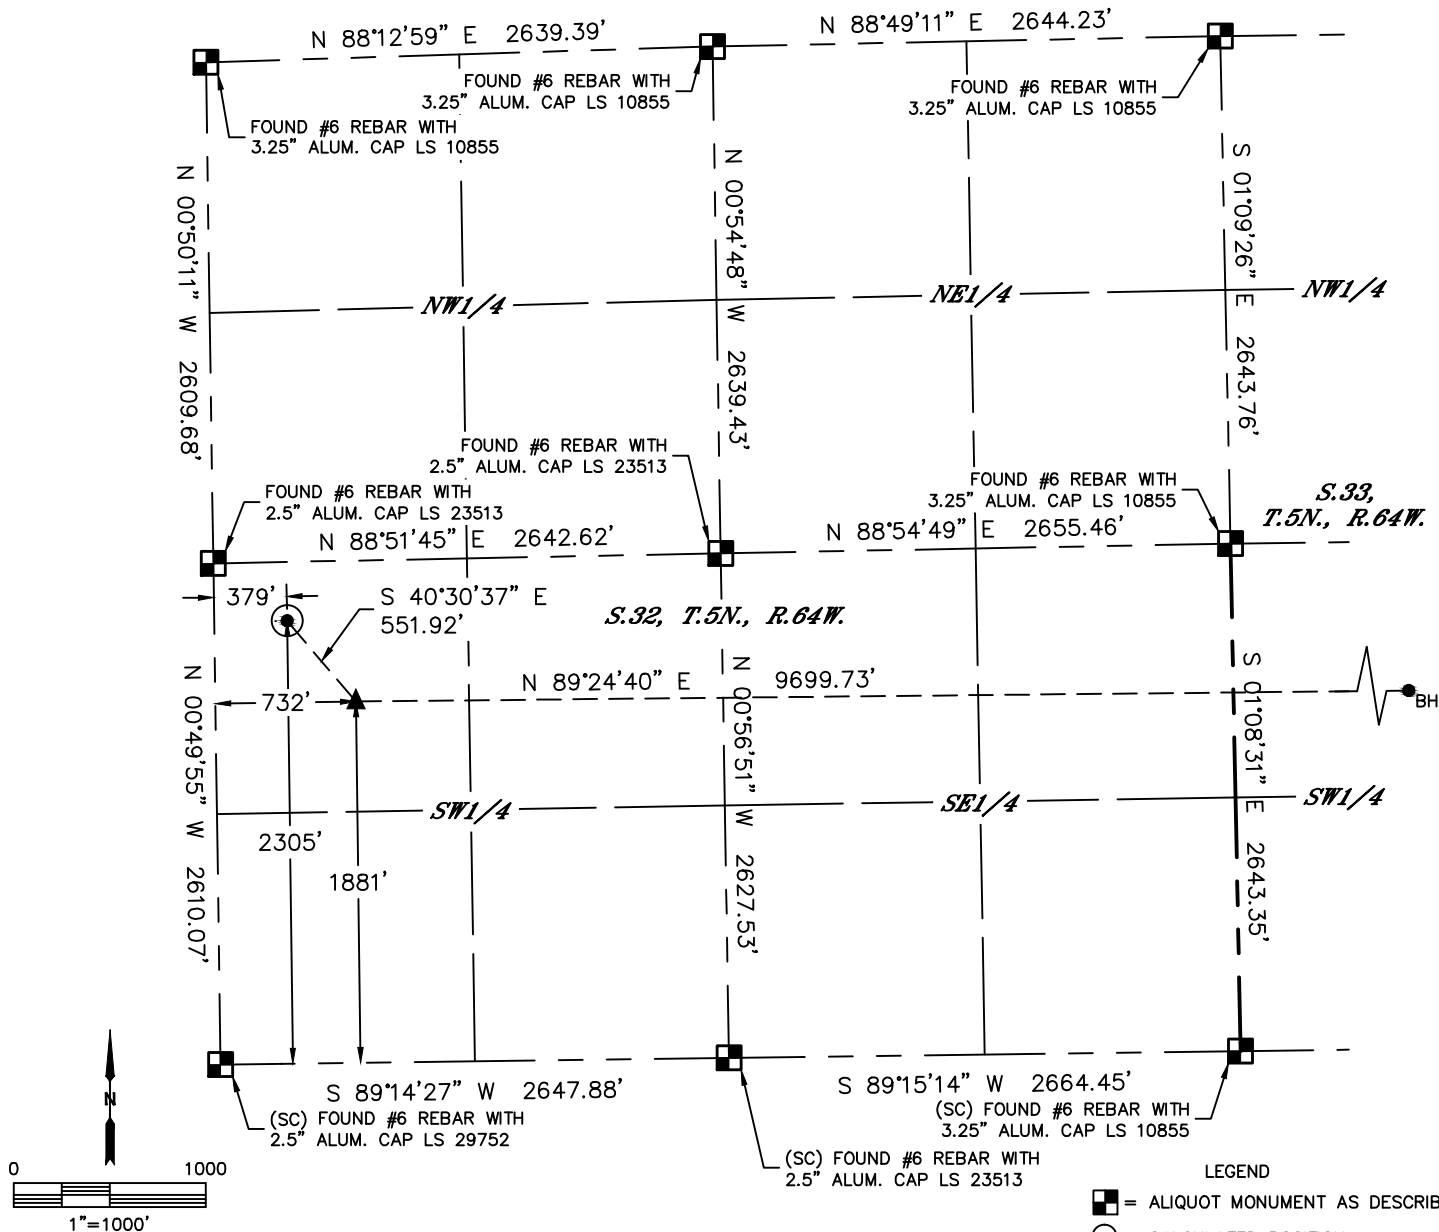 N 88°12'59" E 2639.39'
N 88°49'11" E 2644.23'
FOUND #6 REBAR WITH
3.25" ALUM. CAP LS 10855
FOUND #6 REBAR WITH
3.25" ALUM. CAP LS 10855
FOUND #6 REBAR WITH
3.25" ALUM. CAP LS 10855
N 00°50'11" W 2609.68'
N 00°54'48" W 2639.43'
S 01°09'26" E 2643.76'
NW1/4
NE1/4
NW1/4
FOUND #6 REBAR WITH
2.5" ALUM. CAP LS 23513
FOUND #6 REBAR WITH
2.5" ALUM. CAP LS 23513
FOUND #6 REBAR WITH
3.25" ALUM. CAP LS 10855
S.33,
T.5N., R.64W.
N 88°51'45" E 2642.62'
N 88°54'49" E 2655.46'
379'
S 40°30'37" E
551.92'
S.32, T.5N., R.64W.
N 89°24'40" E 9699.73'
732'
BH
N 00°49'55" W 2610.07'
N 00°56'51" W 2627.53'
S 01°08'31" E 2643.35'
SW1/4
SE1/4
SW1/4
2305'
1881'
S 89°14'27" W 2647.88'
S 89°15'14" W 2664.45'
(SC) FOUND #6 REBAR WITH
2.5" ALUM. CAP LS 29752
(SC) FOUND #6 REBAR WITH
3.25" ALUM. CAP LS 10855
(SC) FOUND #6 REBAR WITH
2.5" ALUM. CAP LS 23513
N
0 1000
1"=1000'
LEGEND
= ALIQUOT MONUMENT AS DESCRIB